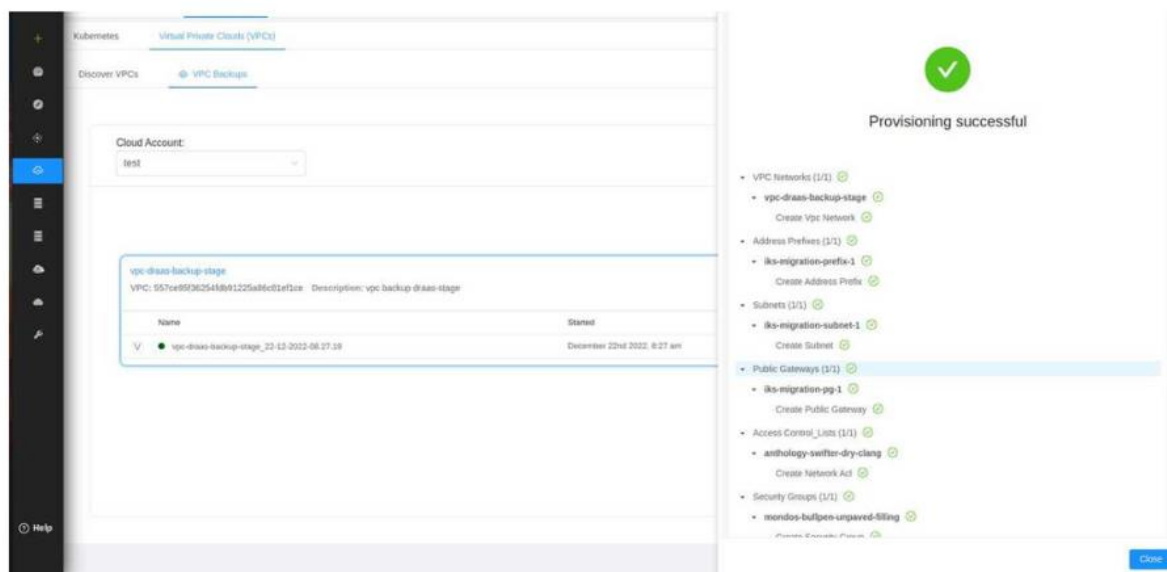 Kubernetes
Virtual Private Clouds (VPCs)
Discover VPCs
VPC Backups
Cloud Account:
test
vpc-draas-backup-stage
VPC: Description: vpc backup draas-stage
Name
Started
vpc-draas-backup-stage_22-12-2022-08.27.19
December 22nd 2022, 8:27 am
Help
Provisioning successful
VPC Networks (1/1)
vpc-draas-backup-stage
Create Vpc Network
Address Prefixes (1/1)
iks-migration-prefix-1
Create Address Prefix
Subnets (1/1)
iks-migration-subnet-1
Create Subnet
Public Gateways (1/1)
iks-migration-pg-1
Create Public Gateway
Access Control_Lists (1/1)
anthology-swifter-dry-clang
Create Network Acl
Security Groups (1/1)
mondos-bullpen-unpaved-filling
Create Security Group
Close